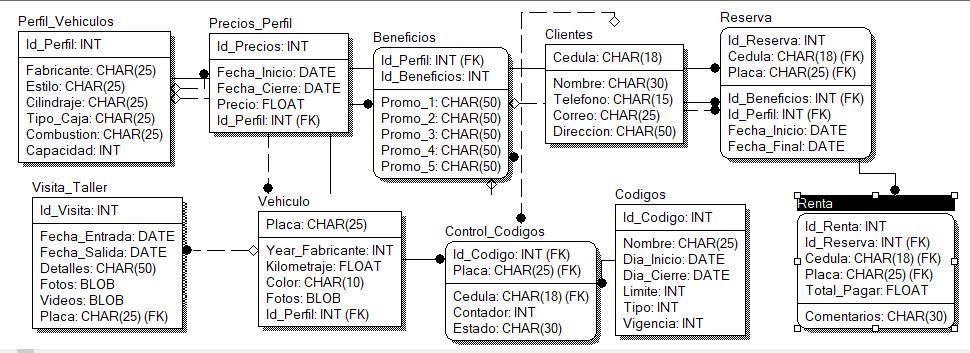 Perfil_Vehiculos
Id_Perfil: INT
Fabricante: CHAR(25)
Estilo: CHAR(25)
Cilindraje: CHAR(25)
Tipo_Caja: CHAR(25)
Combustion: CHAR(25)
Capacidad: INT
Precios_Perfil
Id_Precios: INT
Fecha_Inicio: DATE
Fecha_Cierre: DATE
Precio: FLOAT
Id_Perfil: INT (FK)
Beneficios
Id_Perfil: INT (FK)
Id_Beneficios: INT
Promo_1: CHAR(50)
Promo_2: CHAR(50)
Promo_3: CHAR(50)
Promo_4: CHAR(50)
Promo_5: CHAR(50)
Clientes
Cedula: CHAR(18)
Nombre: CHAR(30)
Telefono: CHAR(15)
Correo: CHAR(25)
Direccion: CHAR(50)
Reserva
Id_Reserva: INT
Cedula: CHAR(18) (FK)
Placa: CHAR(25) (FK)
Id_Beneficios: INT (FK)
Id_Perfil: INT (FK)
Fecha_Inicio: DATE
Fecha_Final: DATE
Visita_Taller
Id_Visita: INT
Fecha_Entrada: DATE
Fecha_Salida: DATE
Detalles: CHAR(50)
Fotos: BLOB
Videos: BLOB
Placa: CHAR(25) (FK)
Vehiculo
Placa: CHAR(25)
Year_Fabricante: INT
Kilometraje: FLOAT
Color: CHAR(10)
Fotos: BLOB
Id_Perfil: INT (FK)
Control_Codigos
Id_Codigo: INT (FK)
Placa: CHAR(25) (FK)
Cedula: CHAR(18) (FK)
Contador: INT
Estado: CHAR(30)
Codigos
Id_Codigo: INT
Nombre: CHAR(25)
Dia_Inicio: DATE
Dia_Cierre: DATE
Limite: INT
Tipo: INT
Vigencia: INT
Renta
Id_Renta: INT
Id_Reserva: INT (FK)
Cedula: CHAR(18) (FK)
Placa: CHAR(25) (FK)
Total_Pagar: FLOAT
Comentarios: CHAR(30)